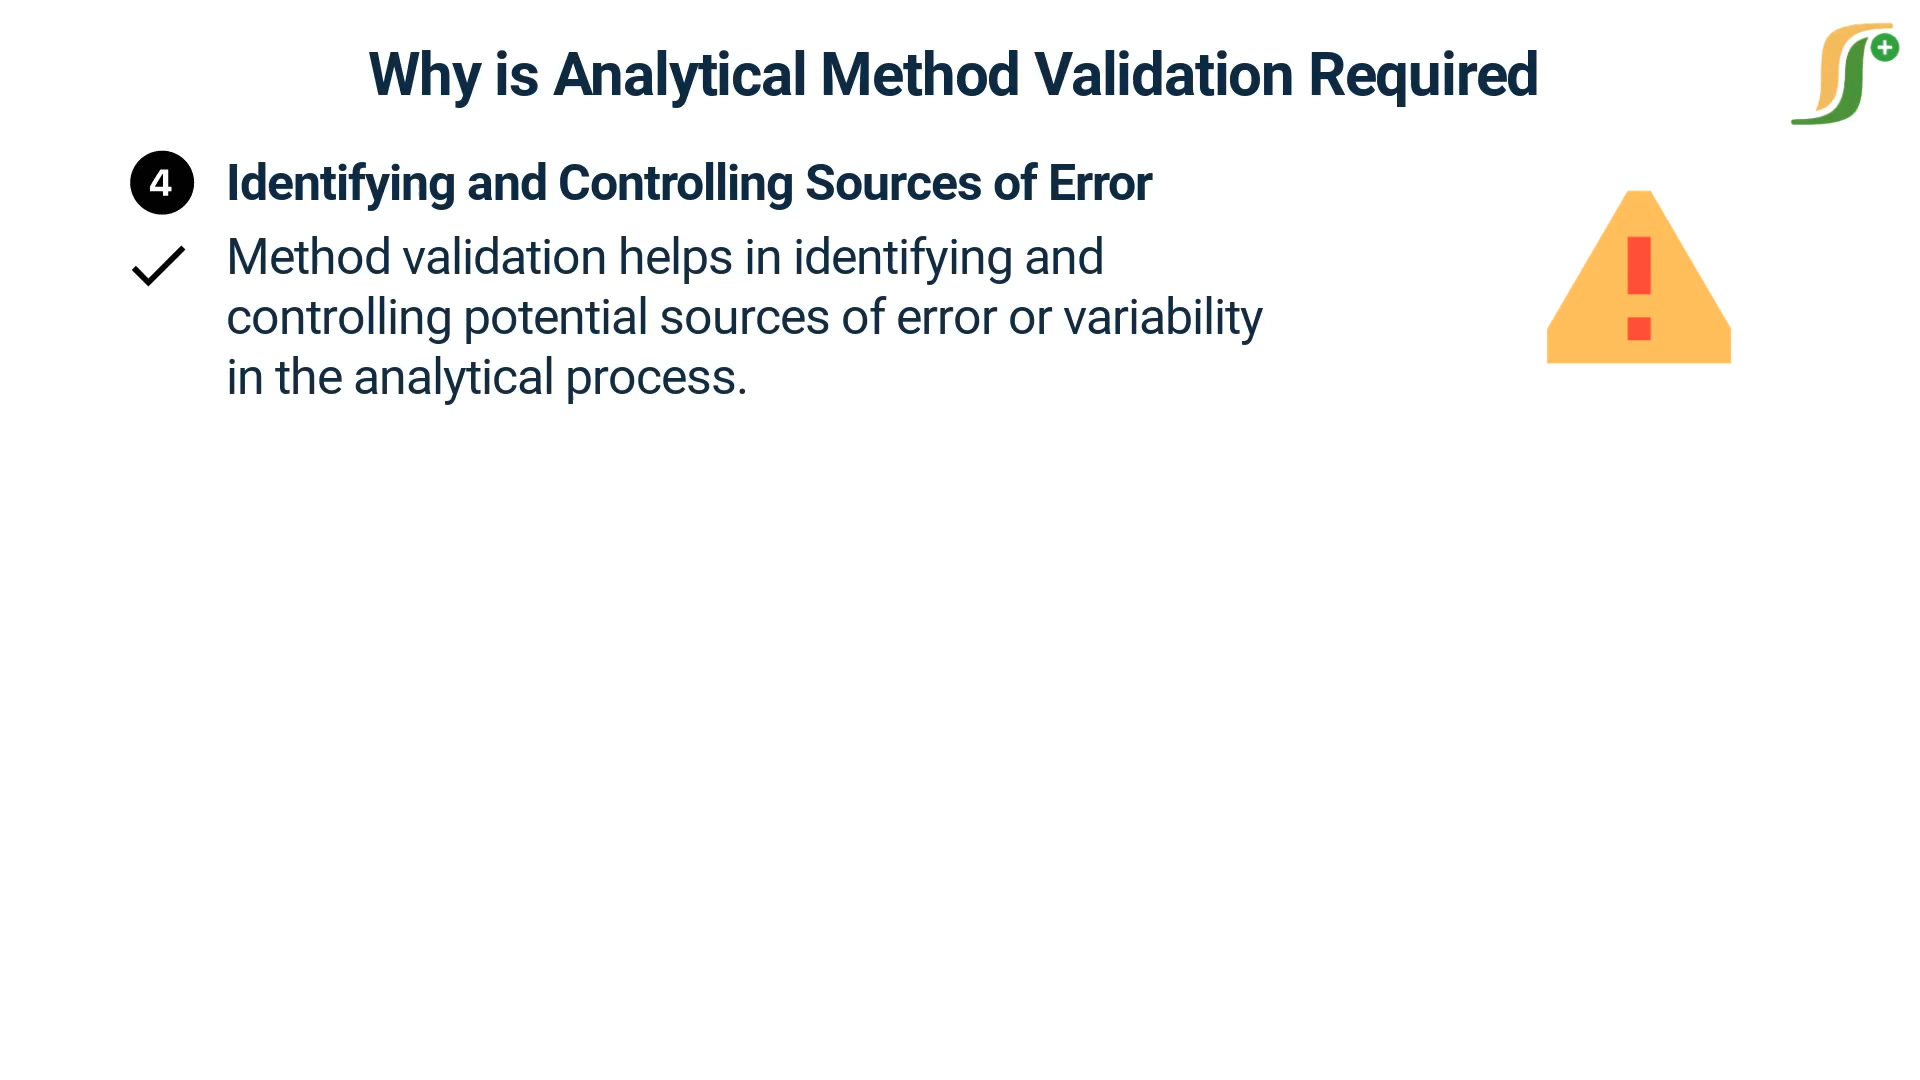 Why is Analytical Method Validation Required
4 Identifying and Controlling Sources of Error
Method validation helps in identifying and
controlling potential sources of error or variability
in the analytical process.